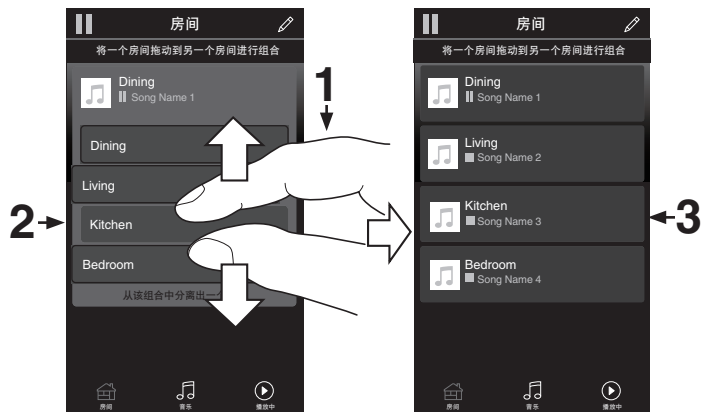 房间
将一个房间拖动到另一个房间进行组合
Dining
Song Name 1
Dining
Living
Kitchen
Bedroom
从该组合中分离出一个
房间
音乐
播放中
1
2
房间
将一个房间拖动到另一个房间进行组合
Dining
Song Name 1
Living
Song Name 2
Kitchen
Song Name 3
Bedroom
Song Name 4
房间
音乐
播放中
3